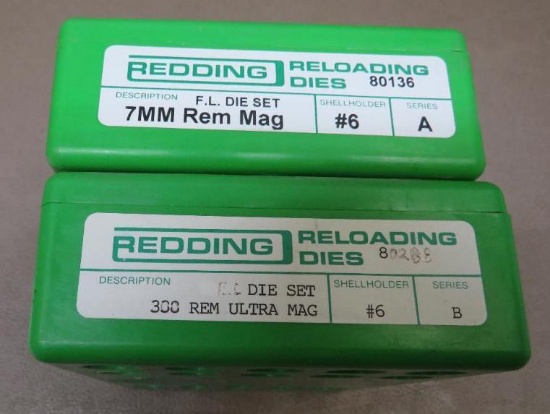 REDDING RELOADING DIES 80136
DESCRIPTION SHELLHOLDER SERIES
F.L. DIE SET
7MM Rem Mag #6 A
REDDING RELOADING DIES
DESCRIPTION SHELLHOLDER SERIES
F.L DIE SET
300 REM ULTRA MAG #6 B